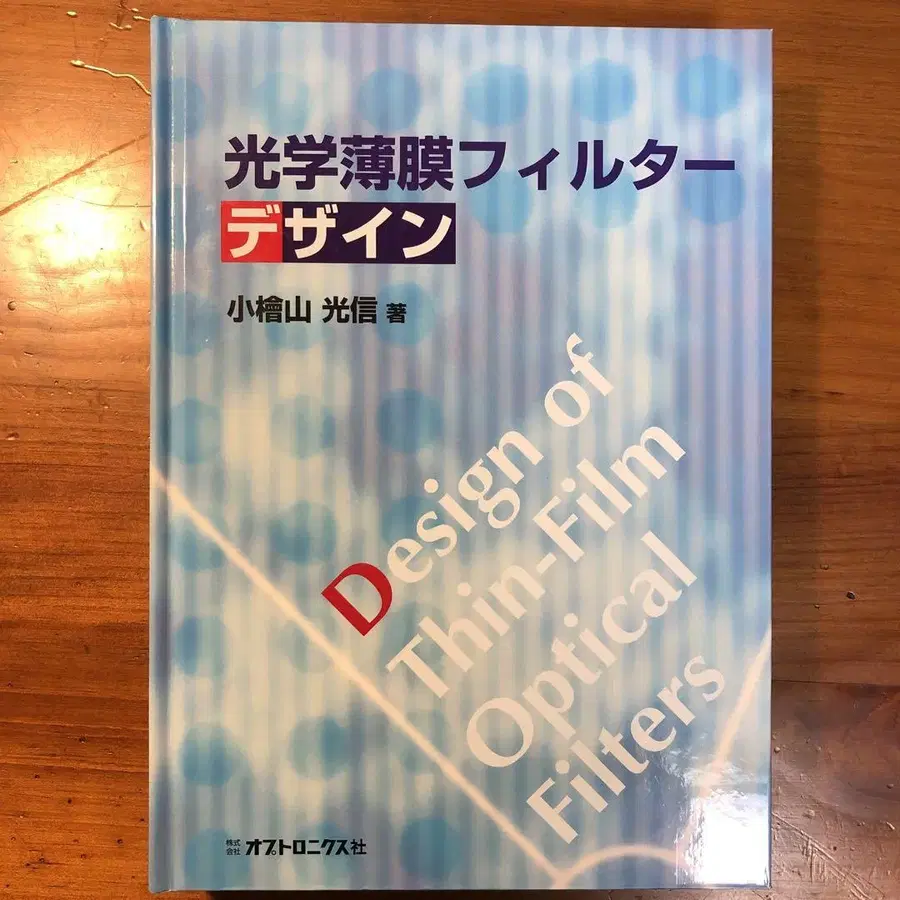 光学薄膜フィルター
デザイン
小檜山 光信 著
Design of
Thin-Film
Optical
Filters
株式会社 オプトロニクス社